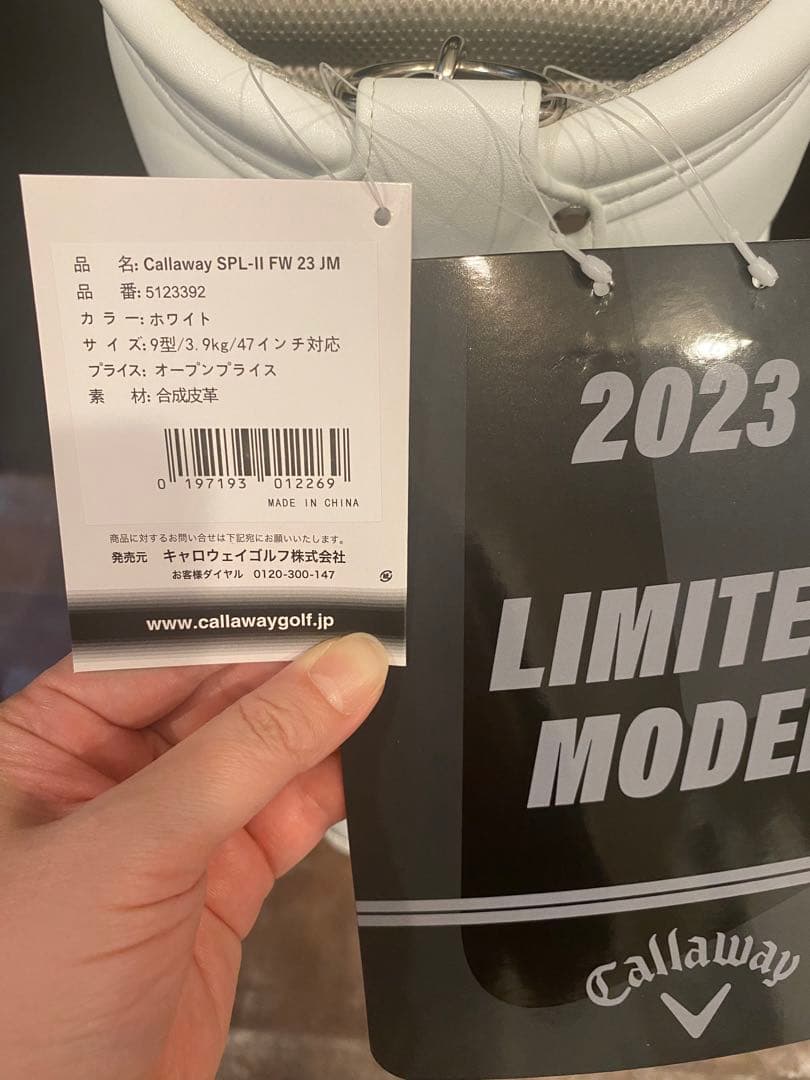 品 名: Callaway SPL-II FW 23 JM
品 番: 5123392
カ ラ ー: ホワイト
サ イ ズ: 9型/3.9kg/47インチ対応
プライス: オープンプライス
素 材: 合成皮革
0 197193 012269
MADE IN CHINA
商品に対するお問い合せは下記宛にお願いいたします。
発売元 キャロウェイゴルフ株式会社
お客様ダイヤル 0120-300-147
www.callawaygolf.jp
2023
LIMITE
MODE
Callaway